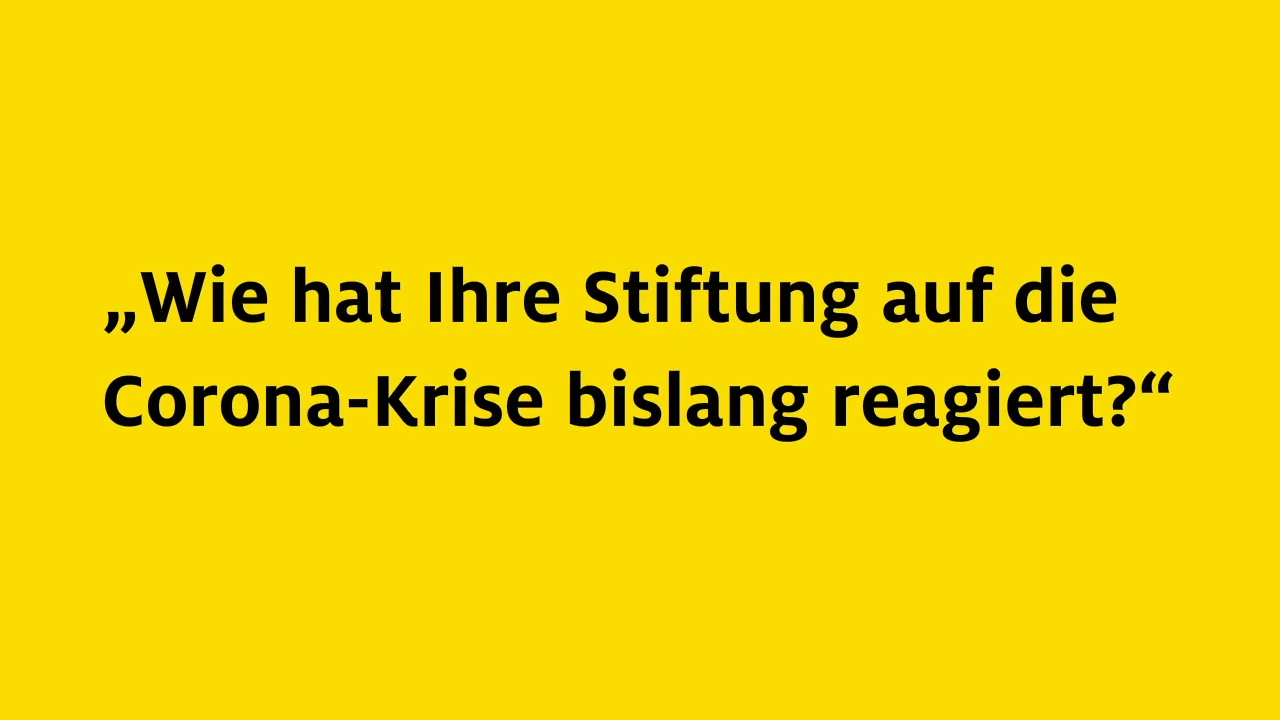 „Wie hat Ihre Stiftung auf die
Corona-Krise bislang reagiert?“